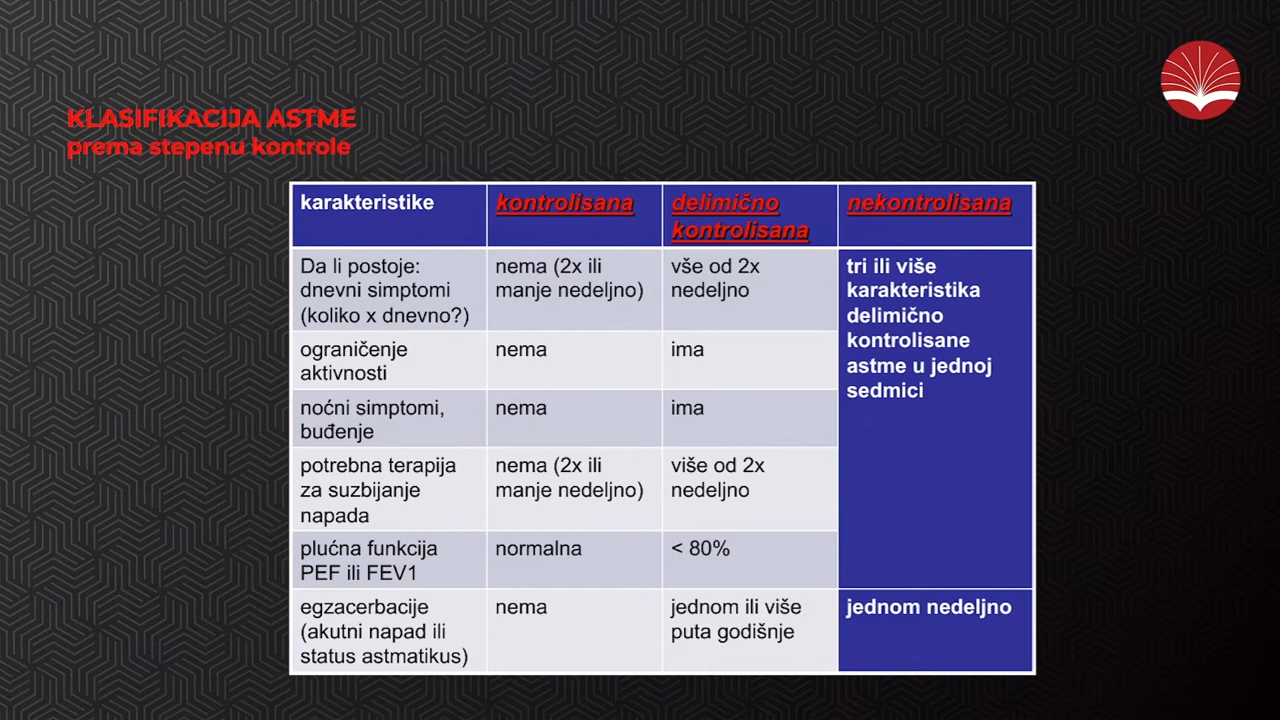 KLASIFIKACIJA ASTME
prema stepenu kontrole
karakteristike
kontrolisana
delimično
kontrolisana
nekontrolisana
Da li postoje:
dnevni simptomi
(koliko x dnevno?)
nema (2x ili
manje nedeljno)
vše od 2x
nedeljno
tri ili više
karakteristika
delimično
kontrolisane
astme u jednoj
sedmici
ograničenje
aktivnosti
nema
ima
noćni simptomi,
buđenje
nema
ima
potrebna terapija
za suzbijanje
napada
nema (2x ili
manje nedeljno)
više od 2x
nedeljno
plućna funkcija
PEF ili FEV1
normalna
< 80%
egzacerbacije
(akutni napad ili
status astmatikus)
nema
jednom ili više
puta godišnje
jednom nedeljno